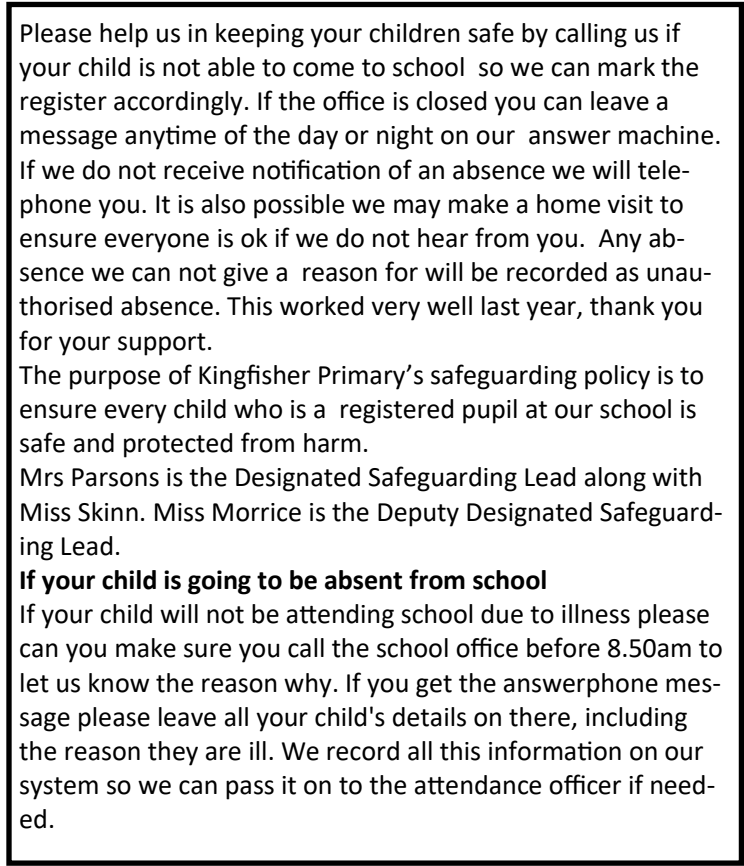 Please help us in keeping your children safe by calling us if
your child is not able to come to school  so we can mark the
register accordingly. If the office is closed you can leave a
message anytime of the day or night on our  answer machine.
If we do not receive notification of an absence we will tele-
phone you. It is also possible we may make a home visit to
ensure everyone is ok if we do not hear from you.  Any ab-
sence we can not give a  reason for will be recorded as unau-
thorised absence. This worked very well last year, thank you
for your support.
The purpose of Kingfisher Primary’s safeguarding policy is to
ensure every child who is a  registered pupil at our school is
safe and protected from harm.
Mrs Parsons is the Designated Safeguarding Lead along with
Miss Skinn. Miss Morrice is the Deputy Designated Safeguard-
ing Lead.
If your child is going to be absent from school
If your child will not be attending school due to illness please
can you make sure you call the school office before 8.50am to
let us know the reason why. If you get the answerphone mes-
sage please leave all your child's details on there, including
the reason they are ill. We record all this information on our
system so we can pass it on to the attendance officer if need-
ed.